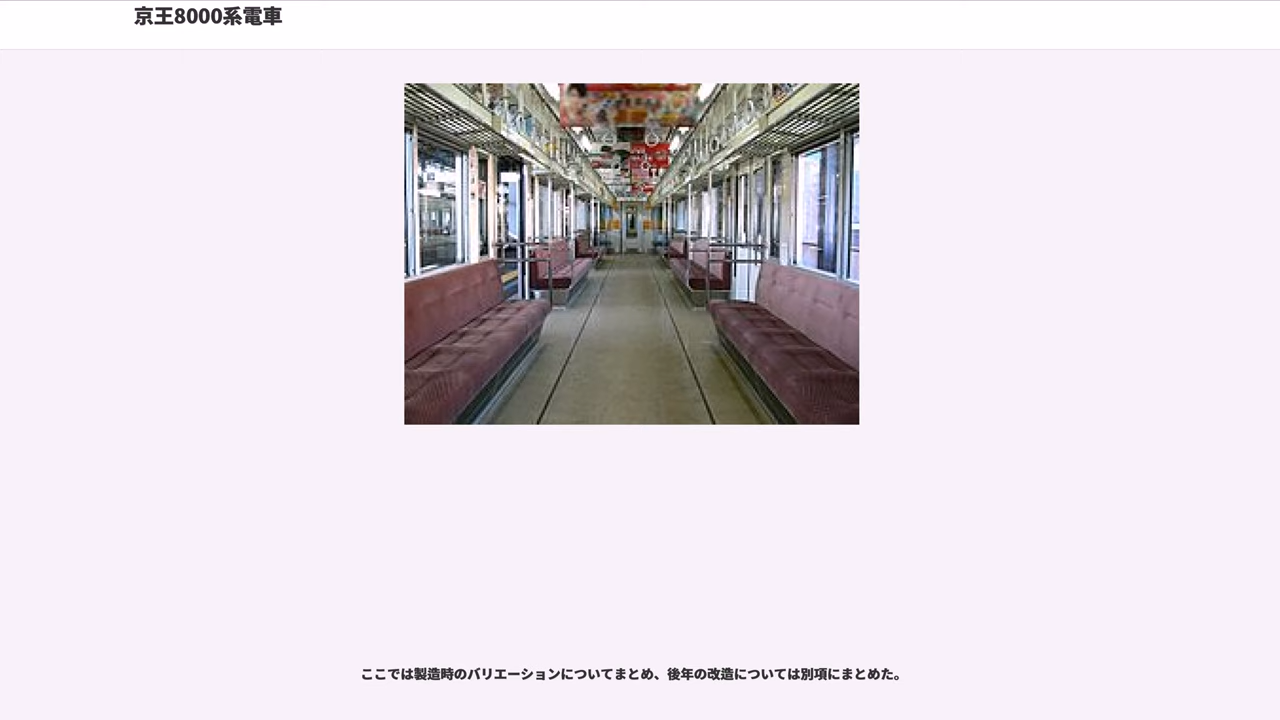 京王8000系電車
ここでは製造時のバリエーションについてまとめ、後年の改造については別項にまとめた。